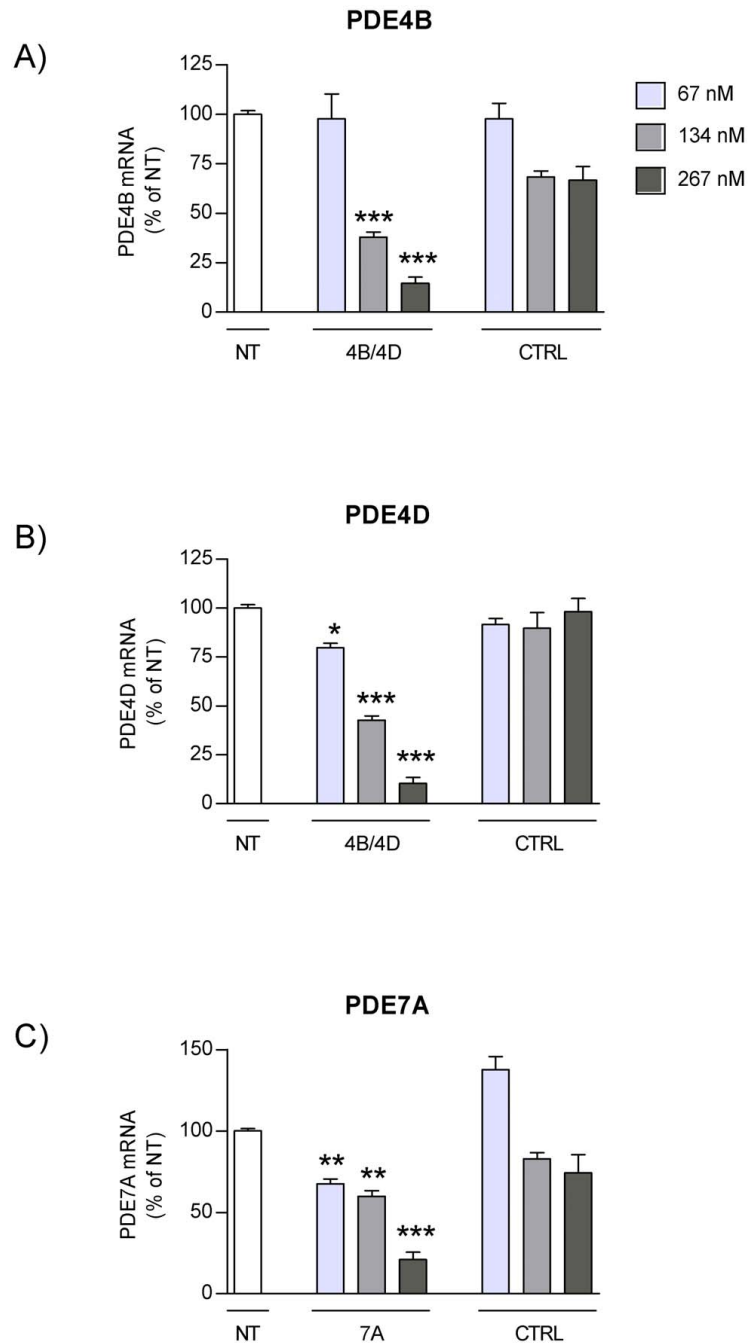 PDE4B
A)
125
100
75
50
25
0
PDE4B mRNA
(% of NT)
***
***
NT
4B/4D
CTRL
67 nM
134 nM
267 nM
PDE4D
B)
125
100
75
50
25
0
PDE4D mRNA
(% of NT)
*
***
***
NT
4B/4D
CTRL
PDE7A
C)
150
100
50
0
PDE7A mRNA
(% of NT)
**
**
***
NT
7A
CTRL